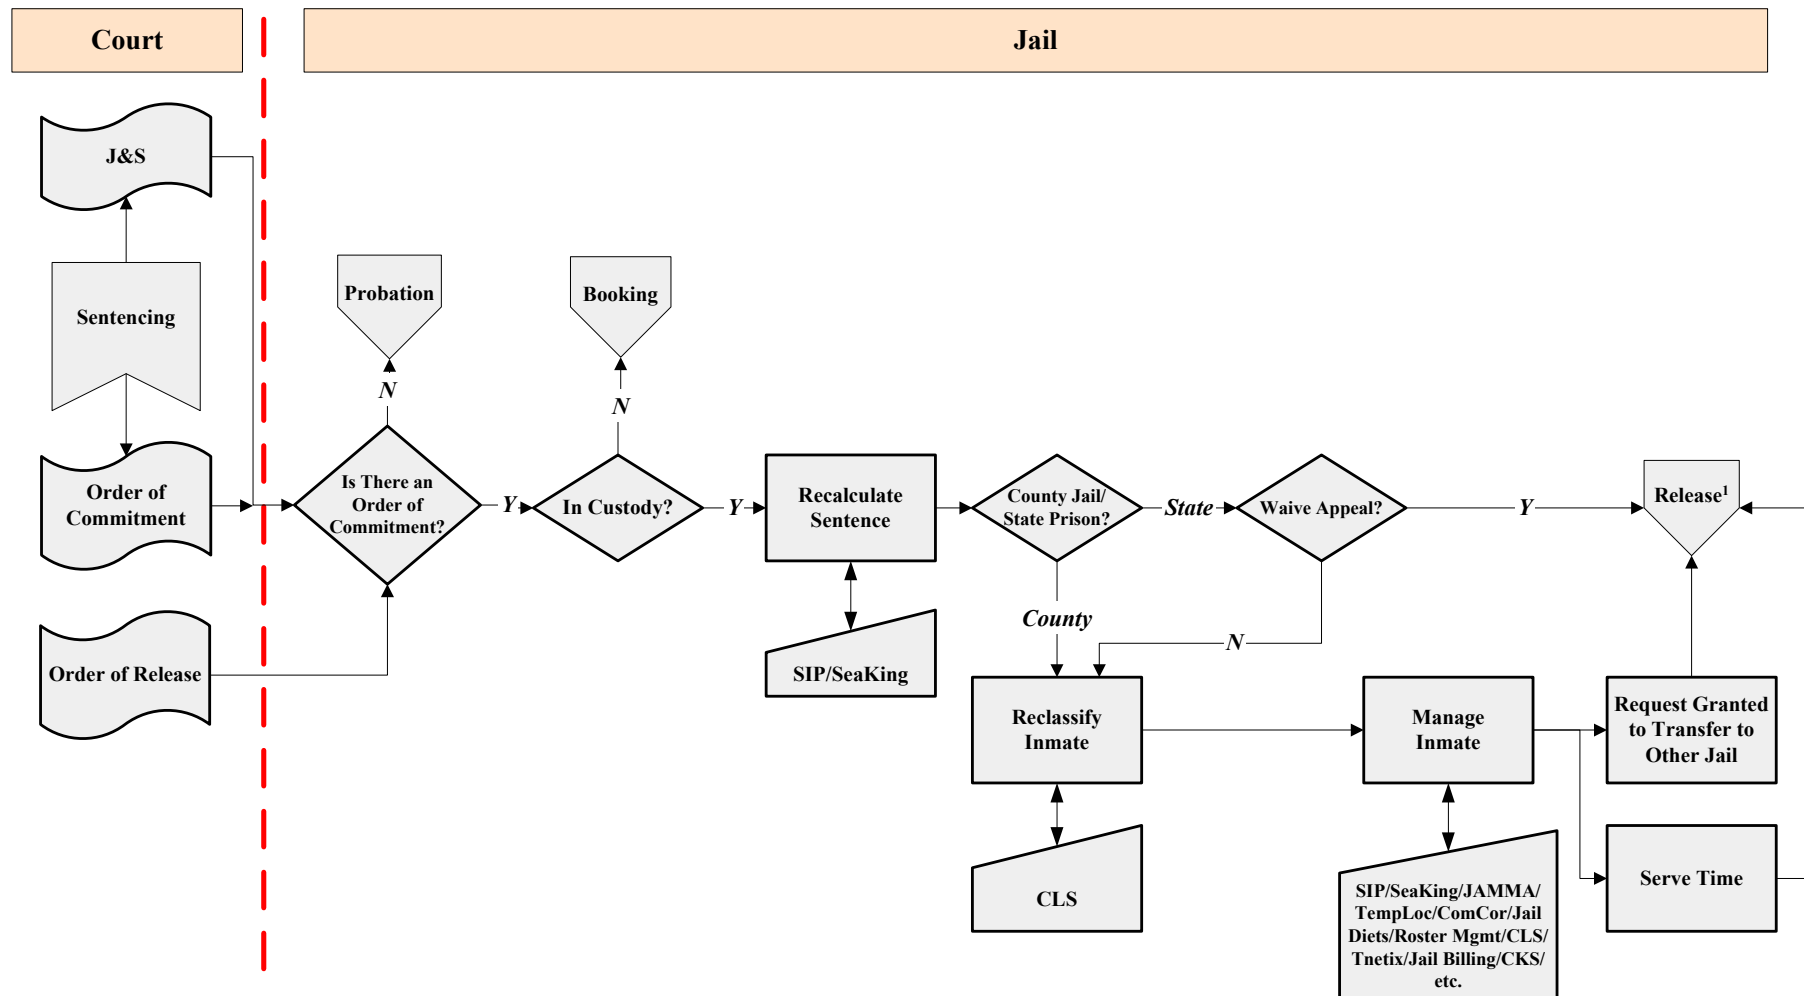 Court
Jail
J&S
Sentencing
Probation
Booking
N
N
Order of
Commitment
Is There an
Order of
Commitment?
Y
In Custody?
Y
Recalculate
Sentence
County Jail/
State Prison?
State
Waive Appeal?
Y
Release¹
County
N
Order of Release
SIP/SeaKing
Reclassify
Inmate
Manage
Inmate
Request Granted
to Transfer to
Other Jail
CLS
SIP/SeaKing/JAMMA/
TempLoc/ComCor/Jail
Diets/Roster Mgmt/CLS/
Tnetix/Jail Billing/CKS/
etc.
Serve Time